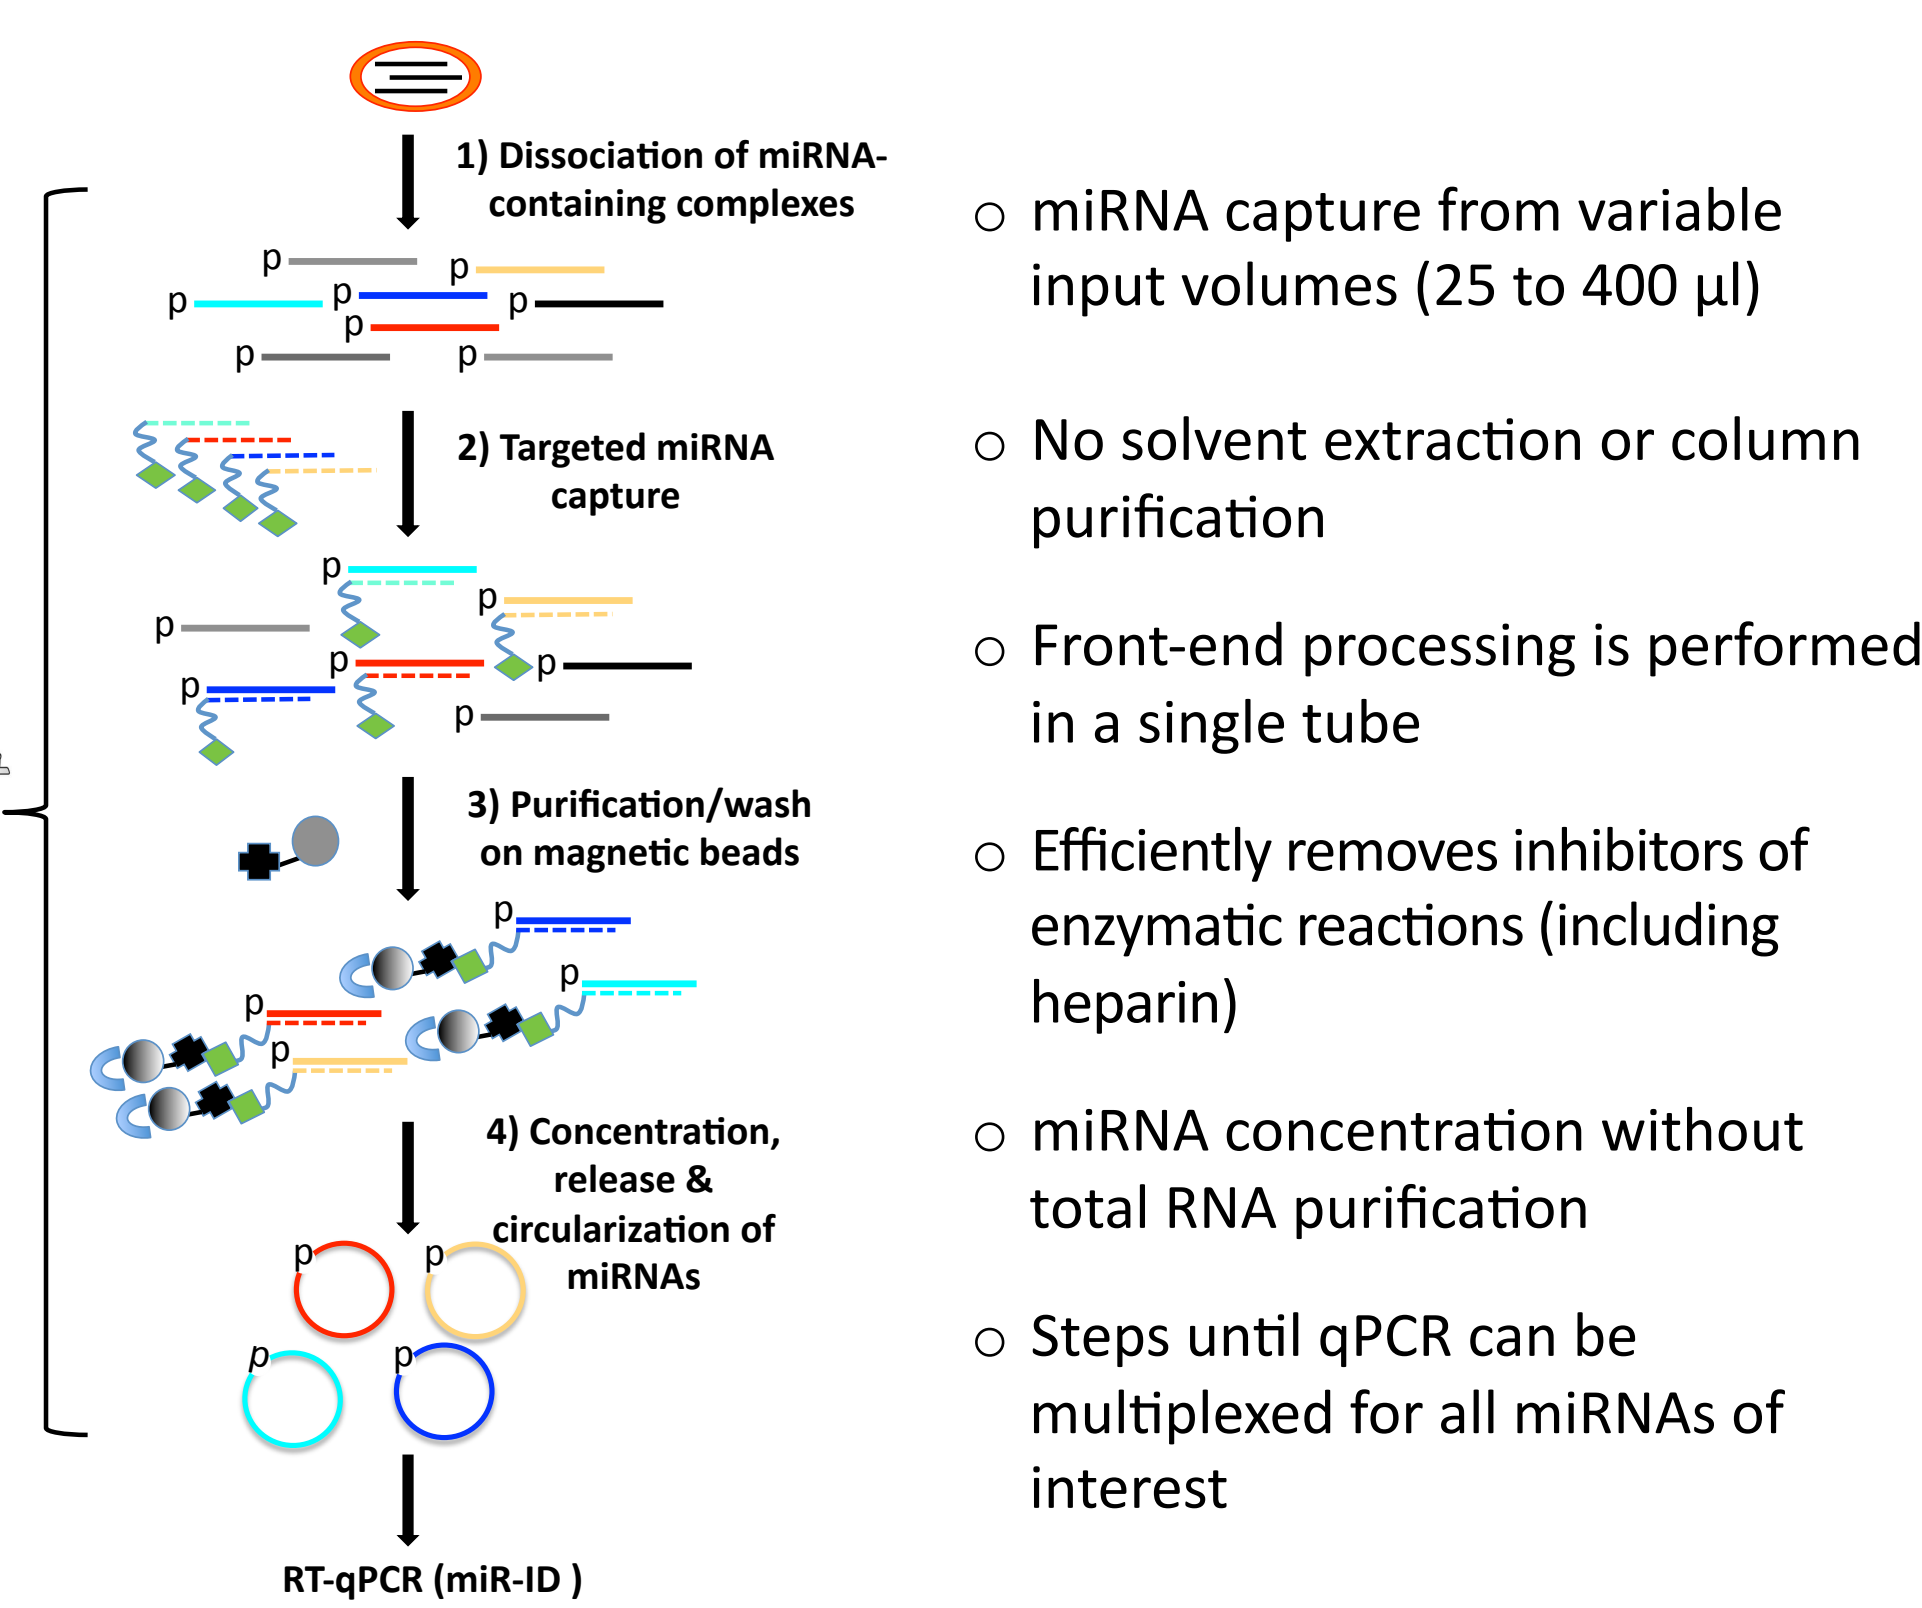 1) Dissociation of miRNA-
containing complexes
p
p
p
p
p
p
p
p
2) Targeted miRNA
capture
p
p
p
p
p
p
p
3) Purification/wash
on magnetic beads
p
p
p
p
4) Concentration,
release &
circularization of
miRNAs
p
p
p
p
RT-qPCR (miR-ID )
○ miRNA capture from variable
input volumes (25 to 400 µl)
○ No solvent extraction or column
purification
○ Front-end processing is performed
in a single tube
○ Efficiently removes inhibitors of
enzymatic reactions (including
heparin)
○ miRNA concentration without
total RNA purification
○ Steps until qPCR can be
multiplexed for all miRNAs of
interest